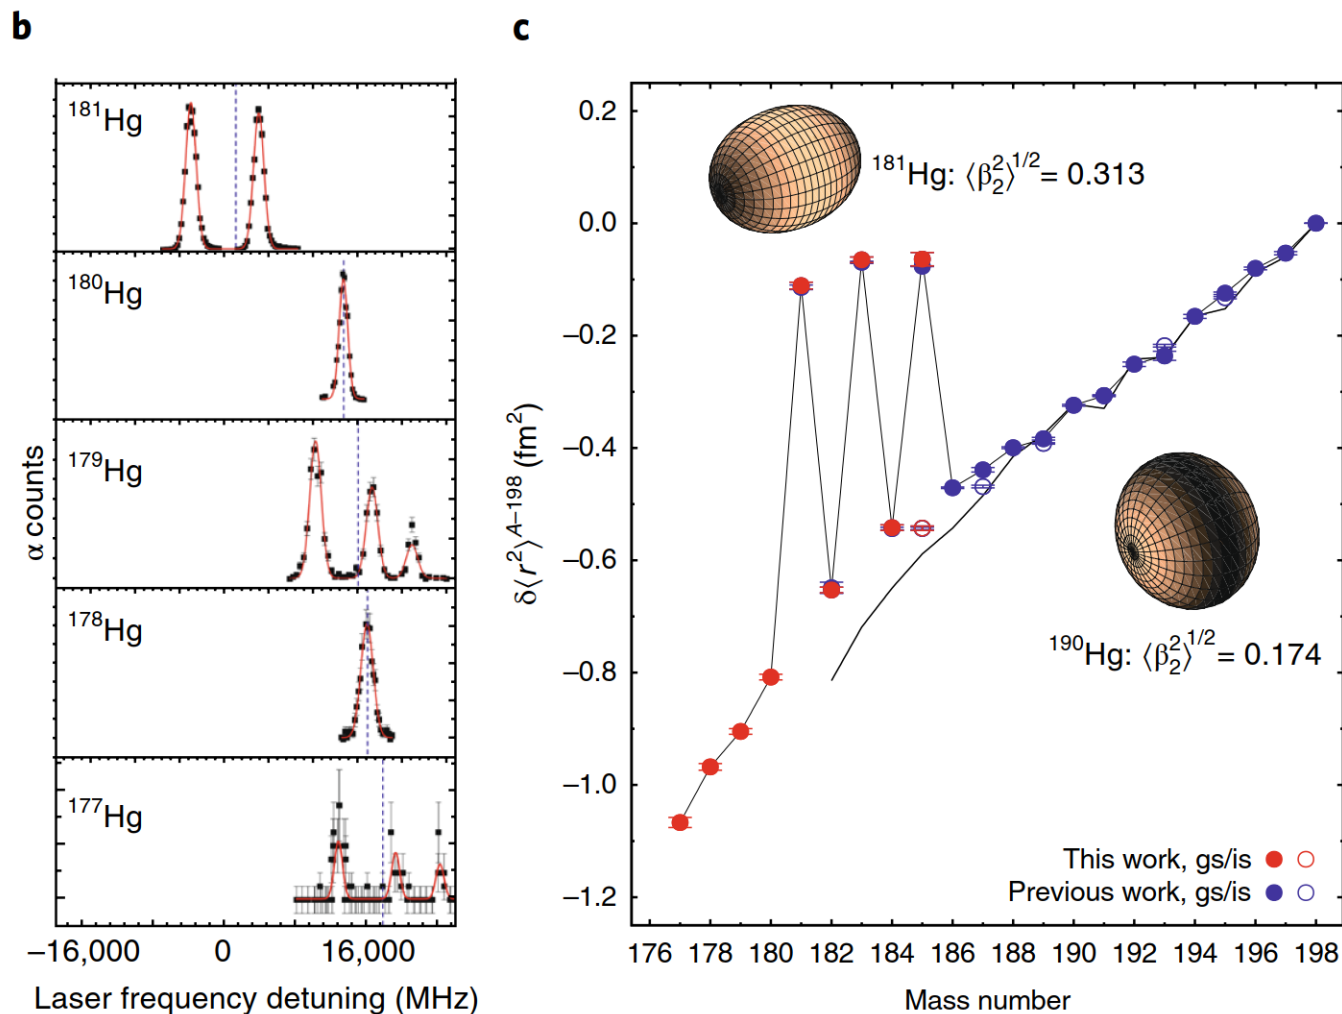 b
c
¹⁸¹Hg
¹⁸⁰Hg
¹⁷⁹Hg
¹⁷⁸Hg
¹⁷⁷Hg
α counts
−16,000 0 16,000
Laser frequency detuning (MHz)
0.2
0.0
−0.2
−0.4
−0.6
−0.8
−1.0
−1.2
δ⟨r²⟩^A−198 (fm²)
¹⁸¹Hg: ⟨β₂²⟩^1/2 = 0.313
¹⁹⁰Hg: ⟨β₂²⟩^1/2 = 0.174
This work, gs/is
Previous work, gs/is
176 178 180 182 184 186 188 190 192 194 196 198
Mass number